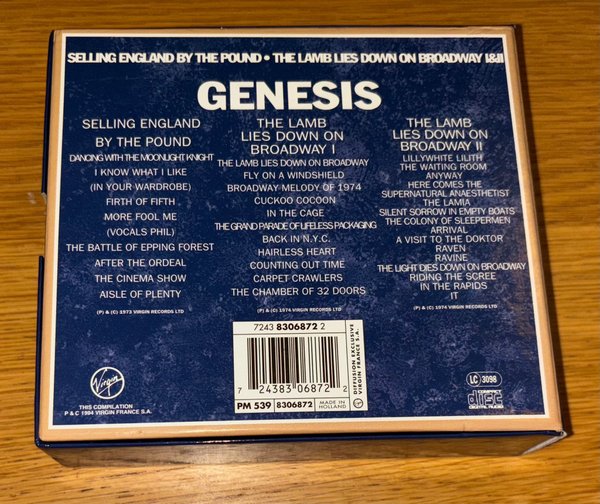 SELLING ENGLAND BY THE POUND • THE LAMB LIES DOWN ON BROADWAY I&II
GENESIS
SELLING ENGLAND
BY THE POUND
DANCING WITH THE MOONLIGHT KNIGHT
I KNOW WHAT I LIKE
(IN YOUR WARDROBE)
FIRTH OF FIFTH
MORE FOOL ME
(VOCALS PHIL)
THE BATTLE OF EPPING FOREST
AFTER THE ORDEAL
THE CINEMA SHOW
AISLE OF PLENTY
(P) & (C) 1973 VIRGIN RECORDS LTD
THE LAMB
LIES DOWN ON
BROADWAY I
THE LAMB LIES DOWN ON BROADWAY
FLY ON A WINDSHIELD
BROADWAY MELODY OF 1974
CUCKOO COCOON
IN THE CAGE
THE GRAND PARADE OF LIFELESS PACKAGING
BACK IN N.Y.C.
HAIRLESS HEART
COUNTING OUT TIME
CARPET CRAWLERS
THE CHAMBER OF 32 DOORS
(P) & (C) 1974 VIRGIN RECORDS LTD
THE LAMB
LIES DOWN ON
BROADWAY II
LILLYWHITE LILITH
THE WAITING ROOM
ANYWAY
HERE COMES THE
SUPERNATURAL ANAESTHETIST
THE LAMIA
SILENT SORROW IN EMPTY BOATS
THE COLONY OF SLEEPERMEN
ARRIVAL
A VISIT TO THE DOKTOR
RAVEN
RAVINE
THE LIGHT DIES DOWN ON BROADWAY
RIDING THE SCREE
IN THE RAPIDS
IT
(P) & (C) 1974 VIRGIN RECORDS LTD
7243 8306872 2
7 24383 06872 2
PM 539 8306872 MADE IN
HOLLAND
DIFFUSION EXCLUSIVE
VIRGIN FRANCE S.A.
Virgin
THIS COMPILATION
P & C 1994 VIRGIN FRANCE S.A.
LC 3098
COMPACT
disc
DIGITAL AUDIO